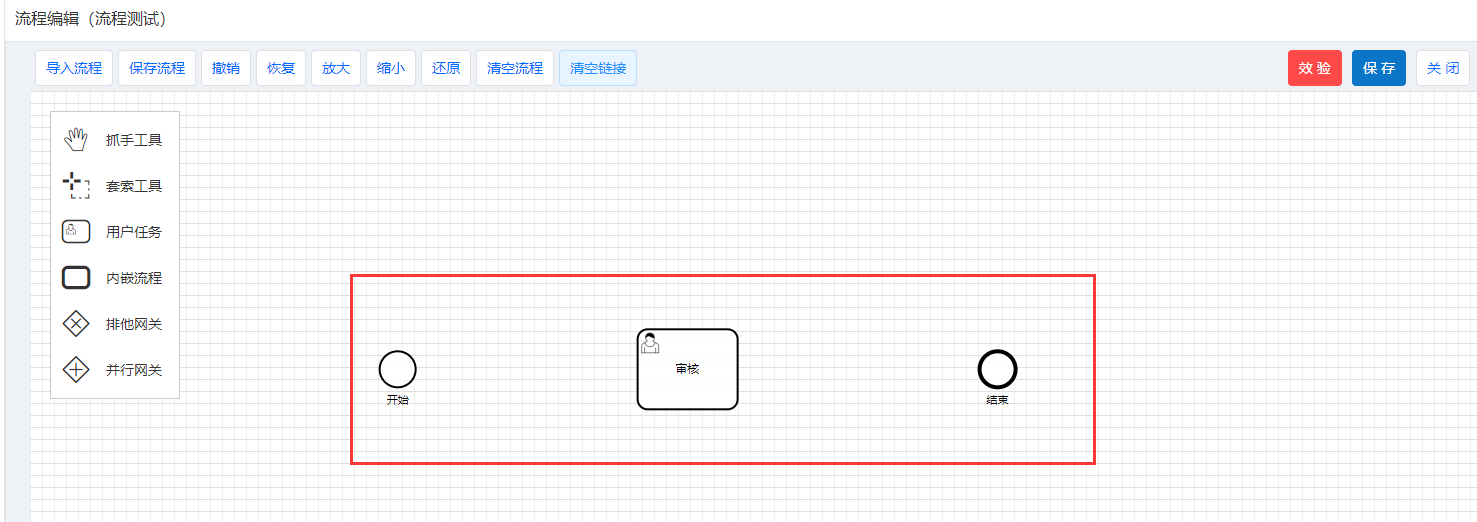 流程编辑（流程测试）
导入流程 保存流程 撤销 恢复 放大 缩小 还原 清空流程 清空链接 效验 保存 关闭
抓手工具
套索工具
用户任务
内嵌流程
排他网关
并行网关
审核
开始
结束